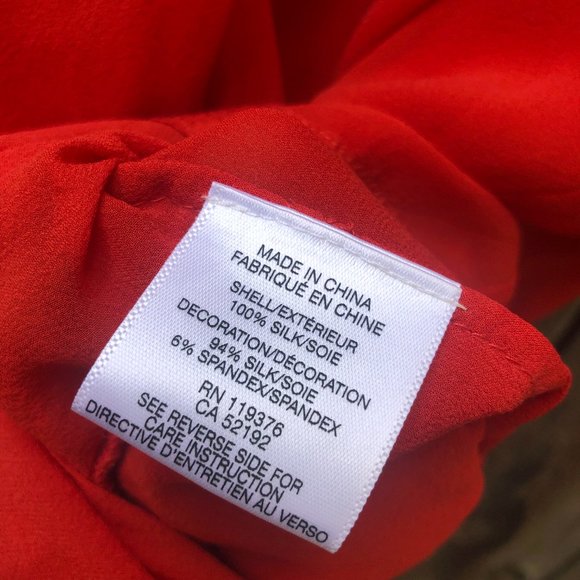 MADE IN CHINA
FABRIQUÉ EN CHINE
SHELL/EXTÉRIEUR
100% SILK/SOIE
DECORATION/DÉCORATION
94% SILK/SOIE
6% SPANDEX/SPANDEX
RN 119376
CA 52192
SEE REVERSE SIDE FOR
CARE INSTRUCTION
DIRECTIVE D'ENTRETIEN AU VERSO